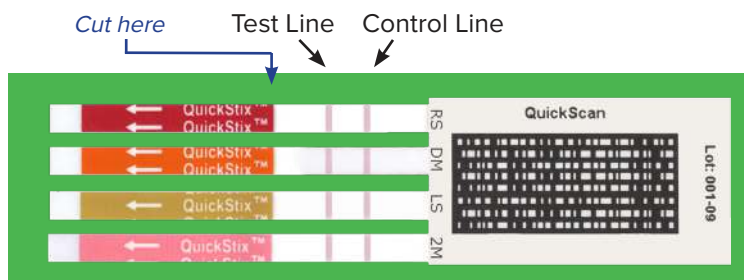 Cut here
Test Line
Control Line
QuickStix™
QuickStix™
RS
QuickStix™
QuickStix™
DM
QuickStix™
QuickStix™
LS
QuickStix™
2M
QuickScan
Lot: 001-09